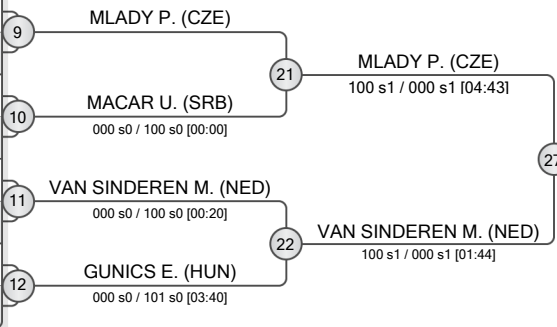 9
MLADY P. (CZE)
21
MLADY P. (CZE)
100 s1 / 000 s1 [04:43]
10
MACAR U. (SRB)
000 s0 / 100 s0 [00:00]
27
11
VAN SINDEREN M. (NED)
000 s0 / 100 s0 [00:20]
22
VAN SINDEREN M. (NED)
100 s1 / 000 s1 [01:44]
12
GUNICS E. (HUN)
000 s0 / 101 s0 [03:40]